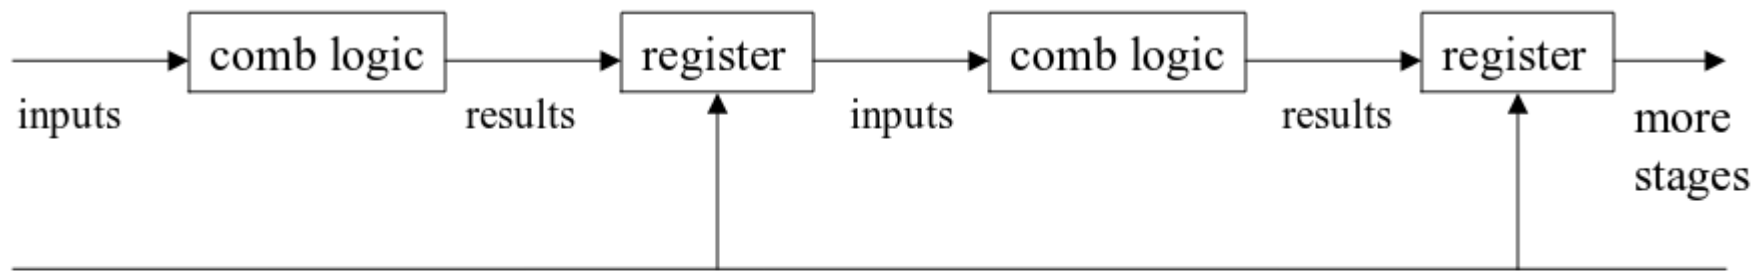 comb logic
register
comb logic
register
inputs
results
inputs
results
more
stages